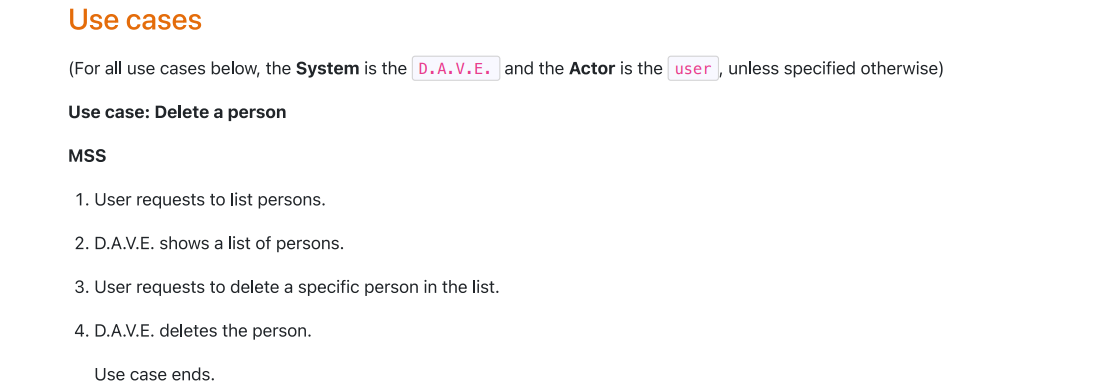 Use cases
(For all use cases below, the System is the D.A.V.E. and the Actor is the user, unless specified otherwise)
Use case: Delete a person
MSS
1. User requests to list persons.
2. D.A.V.E. shows a list of persons.
3. User requests to delete a specific person in the list.
4. D.A.V.E. deletes the person.
Use case ends.